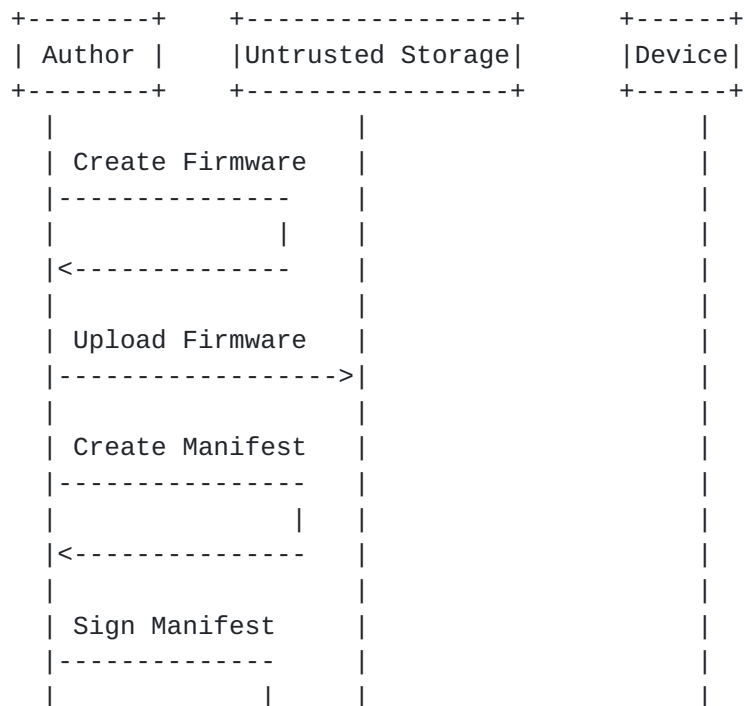 +--------+    +-----------------+      +------+
| Author |    |Untrusted Storage|      |Device|
+--------+    +-----------------+      +------+
  |                   |                     |
  | Create Firmware   |                     |
  |---------------    |                     |
  |              |    |                     |
  |<--------------    |                     |
  |                   |                     |
  | Upload Firmware   |                     |
  |------------------>|                     |
  |                   |                     |
  | Create Manifest   |                     |
  |----------------   |                     |
  |               |   |                     |
  |<---------------   |                     |
  |                   |                     |
  | Sign Manifest     |                     |
  |--------------     |                     |
  |             |     |                     |